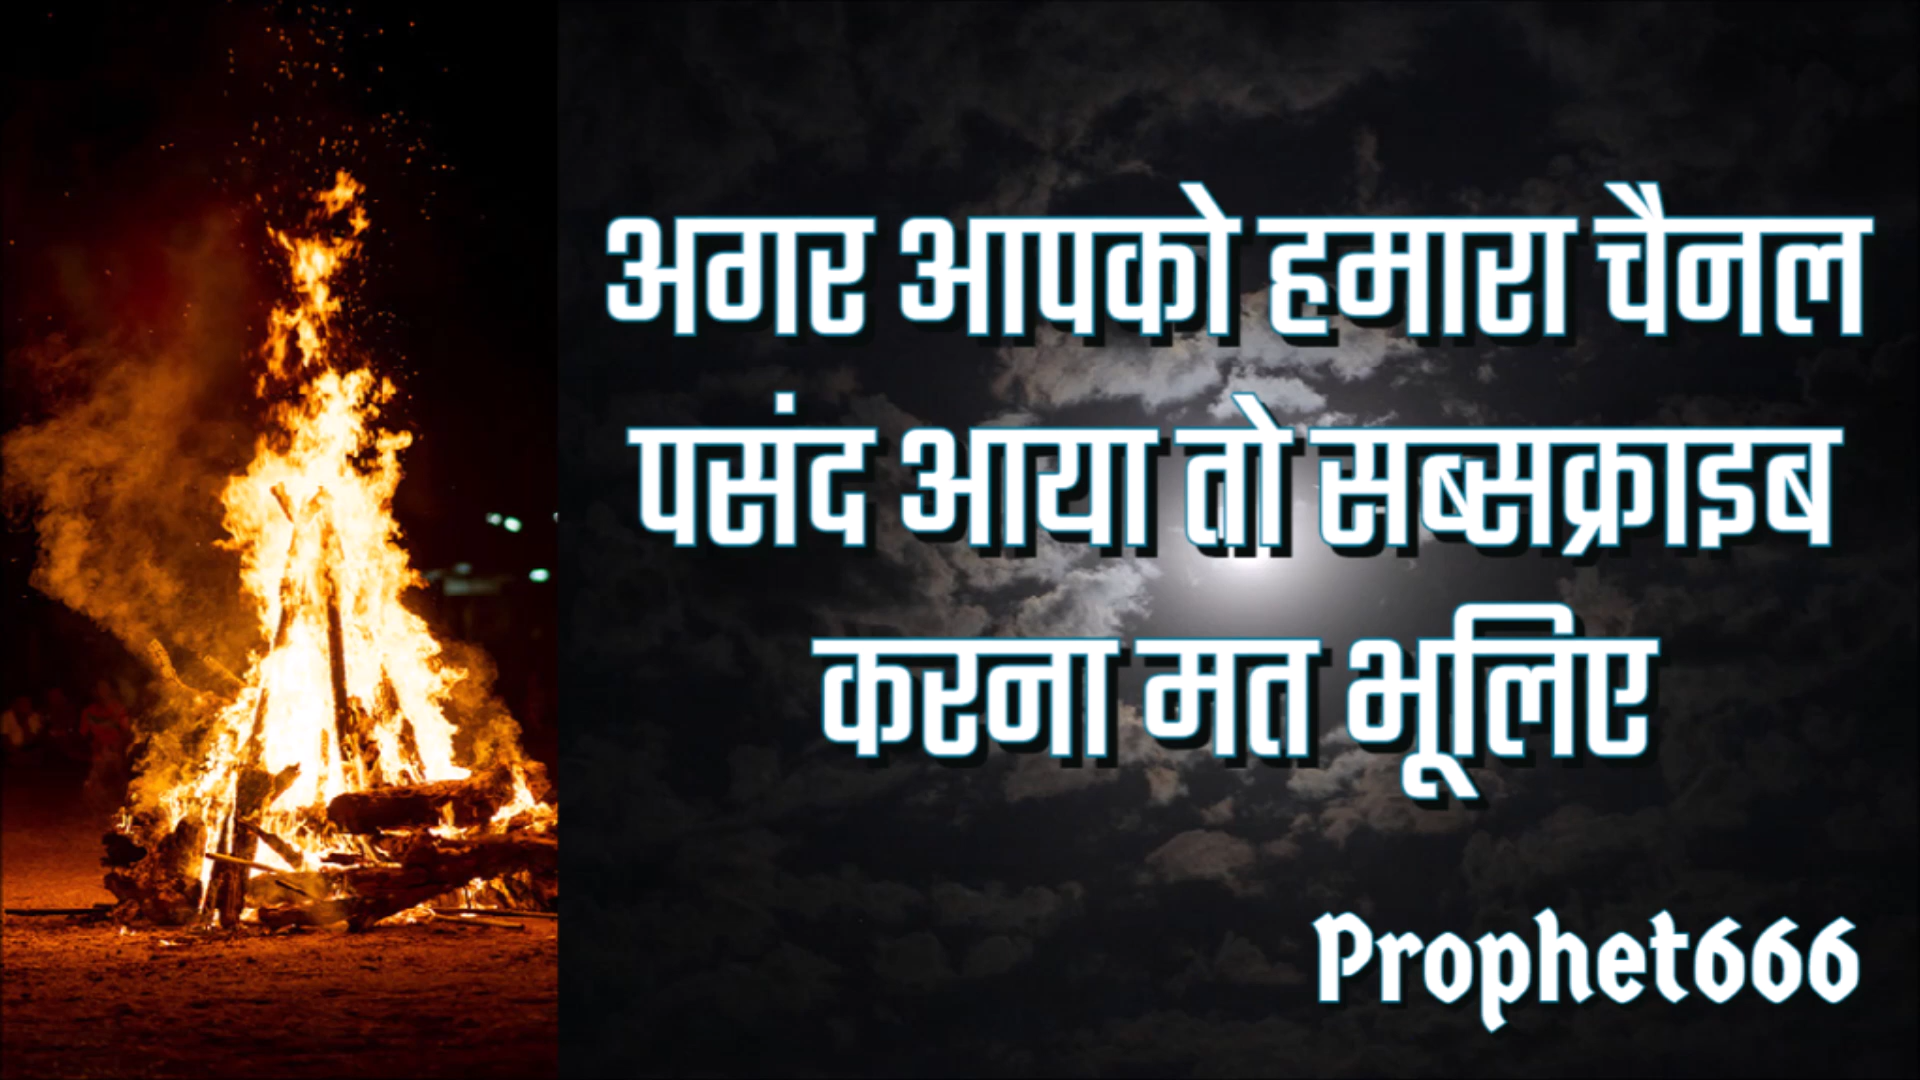 अगर आपको हमारा चैनल
पसंद आया तो सब्सक्राइब
करना मत भूलिए
Prophet666